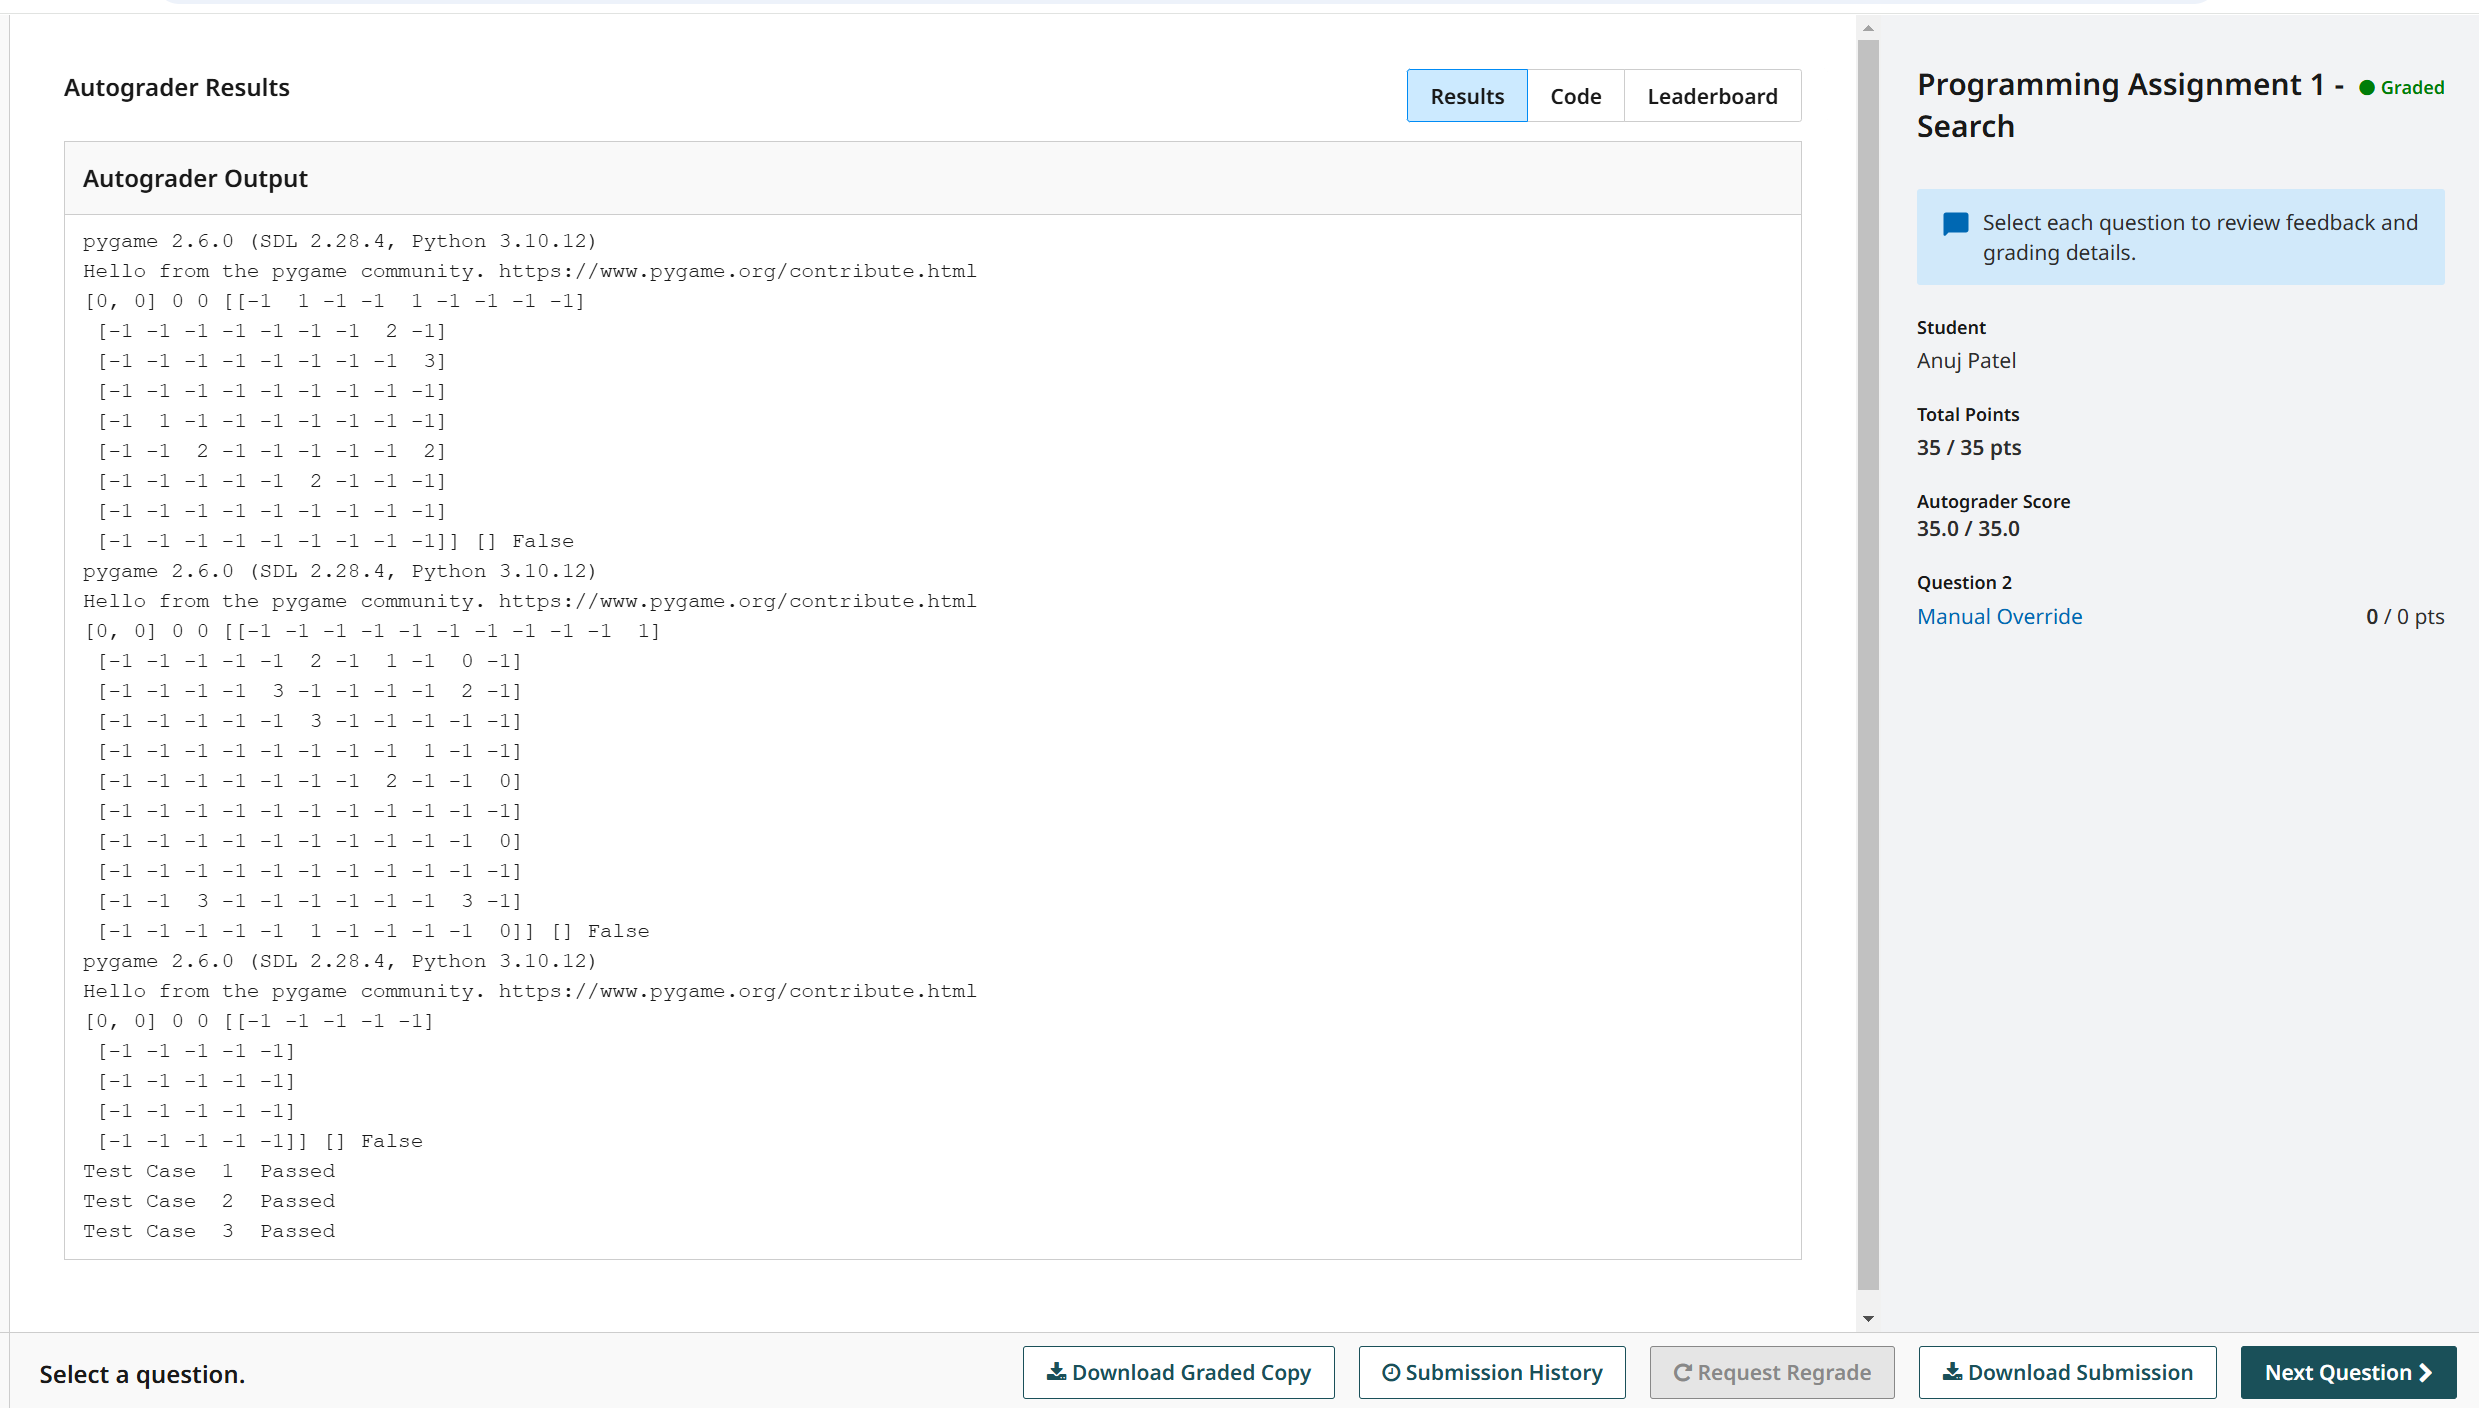 Autograder Results
Results
Code
Leaderboard
Autograder Output
pygame 2.6.0 (SDL 2.28.4, Python 3.10.12)
Hello from the pygame community. https://www.pygame.org/contribute.html
[0, 0] 0 0 [[-1  1 -1 -1  1 -1 -1 -1 -1]
 [-1 -1 -1 -1 -1 -1 -1  2 -1]
 [-1 -1 -1 -1 -1 -1 -1 -1  3]
 [-1 -1 -1 -1 -1 -1 -1 -1 -1]
 [-1  1 -1 -1 -1 -1 -1 -1 -1]
 [-1 -1  2 -1 -1 -1 -1 -1  2]
 [-1 -1 -1 -1 -1  2 -1 -1 -1]
 [-1 -1 -1 -1 -1 -1 -1 -1 -1]
 [-1 -1 -1 -1 -1 -1 -1 -1 -1]] [] False
pygame 2.6.0 (SDL 2.28.4, Python 3.10.12)
Hello from the pygame community. https://www.pygame.org/contribute.html
[0, 0] 0 0 [[-1 -1 -1 -1 -1 -1 -1 -1 -1 -1  1]
 [-1 -1 -1 -1 -1  2 -1  1 -1  0 -1]
 [-1 -1 -1 -1  3 -1 -1 -1 -1  2 -1]
 [-1 -1 -1 -1 -1  3 -1 -1 -1 -1 -1]
 [-1 -1 -1 -1 -1 -1 -1 -1  1 -1 -1]
 [-1 -1 -1 -1 -1 -1 -1  2 -1 -1  0]
 [-1 -1 -1 -1 -1 -1 -1 -1 -1 -1 -1]
 [-1 -1 -1 -1 -1 -1 -1 -1 -1 -1  0]
 [-1 -1 -1 -1 -1 -1 -1 -1 -1 -1 -1]
 [-1 -1  3 -1 -1 -1 -1 -1 -1  3 -1]
 [-1 -1 -1 -1 -1  1 -1 -1 -1 -1  0]] [] False
pygame 2.6.0 (SDL 2.28.4, Python 3.10.12)
Hello from the pygame community. https://www.pygame.org/contribute.html
[0, 0] 0 0 [[-1 -1 -1 -1 -1]
 [-1 -1 -1 -1 -1]
 [-1 -1 -1 -1 -1]
 [-1 -1 -1 -1 -1]
 [-1 -1 -1 -1 -1]] [] False
Test Case  1  Passed
Test Case  2  Passed
Test Case  3  Passed
Programming Assignment 1 -
Search
Graded
Select each question to review feedback and
grading details.
Student
Anuj Patel
Total Points
35 / 35 pts
Autograder Score
35.0 / 35.0
Question 2
Manual Override
0 / 0 pts
Select a question.
Download Graded Copy
Submission History
Request Regrade
Download Submission
Next Question